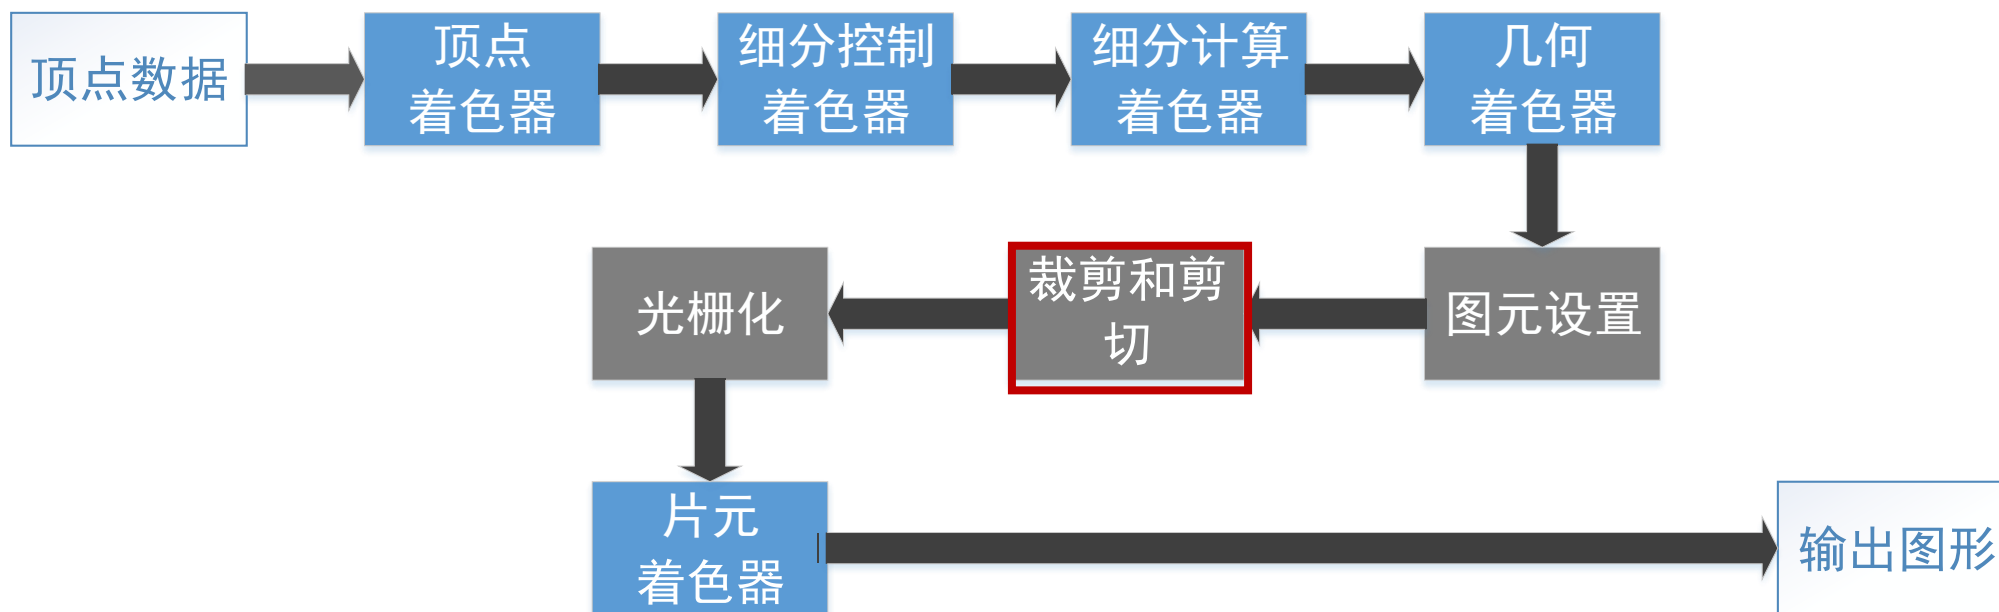 顶点数据
顶点
着色器
细分控制
着色器
细分计算
着色器
几何
着色器
图元设置
裁剪和剪
切
光栅化
片元
着色器
输出图形